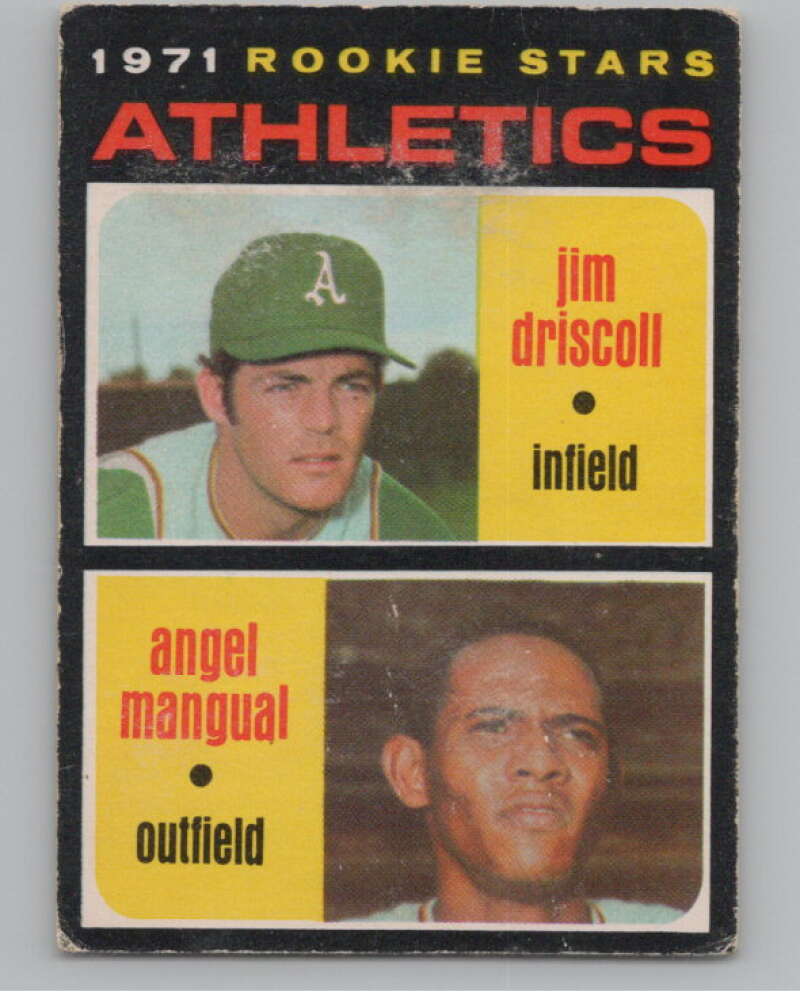 1971 ROOKIE STARS
ATHLETICS
A
jim
driscoll
infield
angel
mangual
outfield